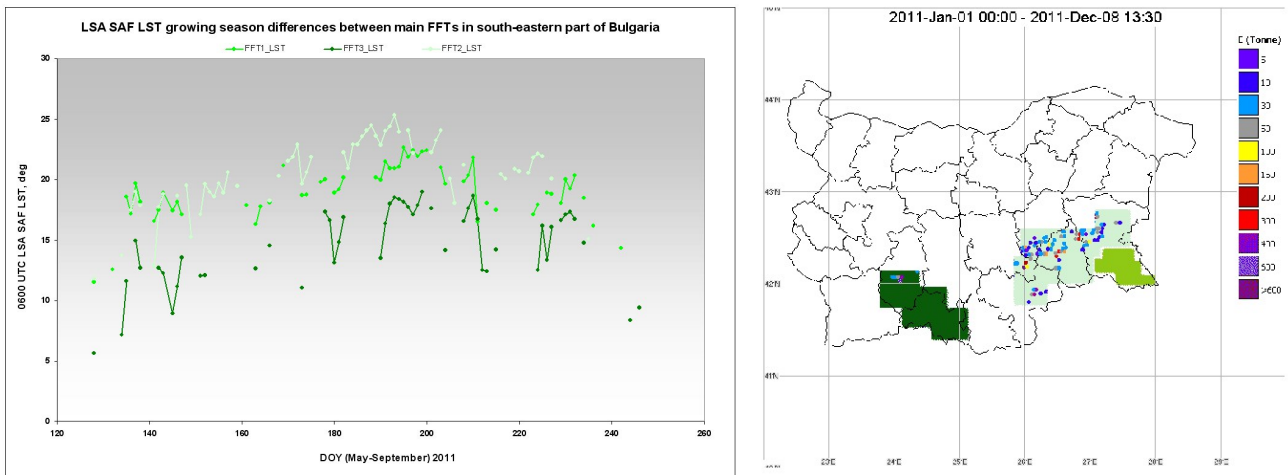 LSA SAF LST growing season differences between main FFTs in south-eastern part of Bulgaria
FFT1_LST FFT3_LST FFT2_LST
30
25
20
15
10
5
0
0600 UTC LSA SAF LST, deg
120 140 160 180 200 220 240 260
DOY (May-September) 2011
2011-Jan-01 00:00 - 2011-Dec-08 13:30
E (Tonne)
5
10
30
50
100
150
200
300
400
500
>600
44°N
43°N
42°N
41°N
23°E 25°E 26°E 27°E 28°E